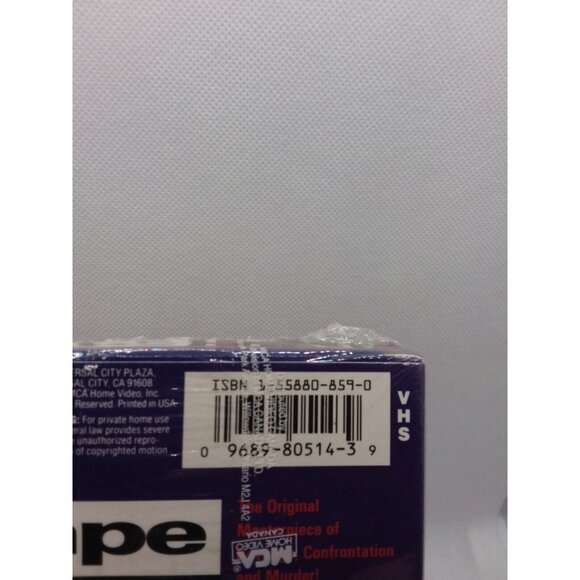 ERSAL CITY PLAZA,
SAL CITY, CA 91608.
MCA Home Video, Inc.
Reserved. Printed in USA.
S: For private home use
eral law provides severe
e unauthorized repro-
of copyrighted motion
ISBN 1-55880-859-0
0 9689-80514-3 9
VHS
ape
The Original
Masterpiece of
Confrontation
and Murder!
MCA®
HOME VIDEO
CANADA